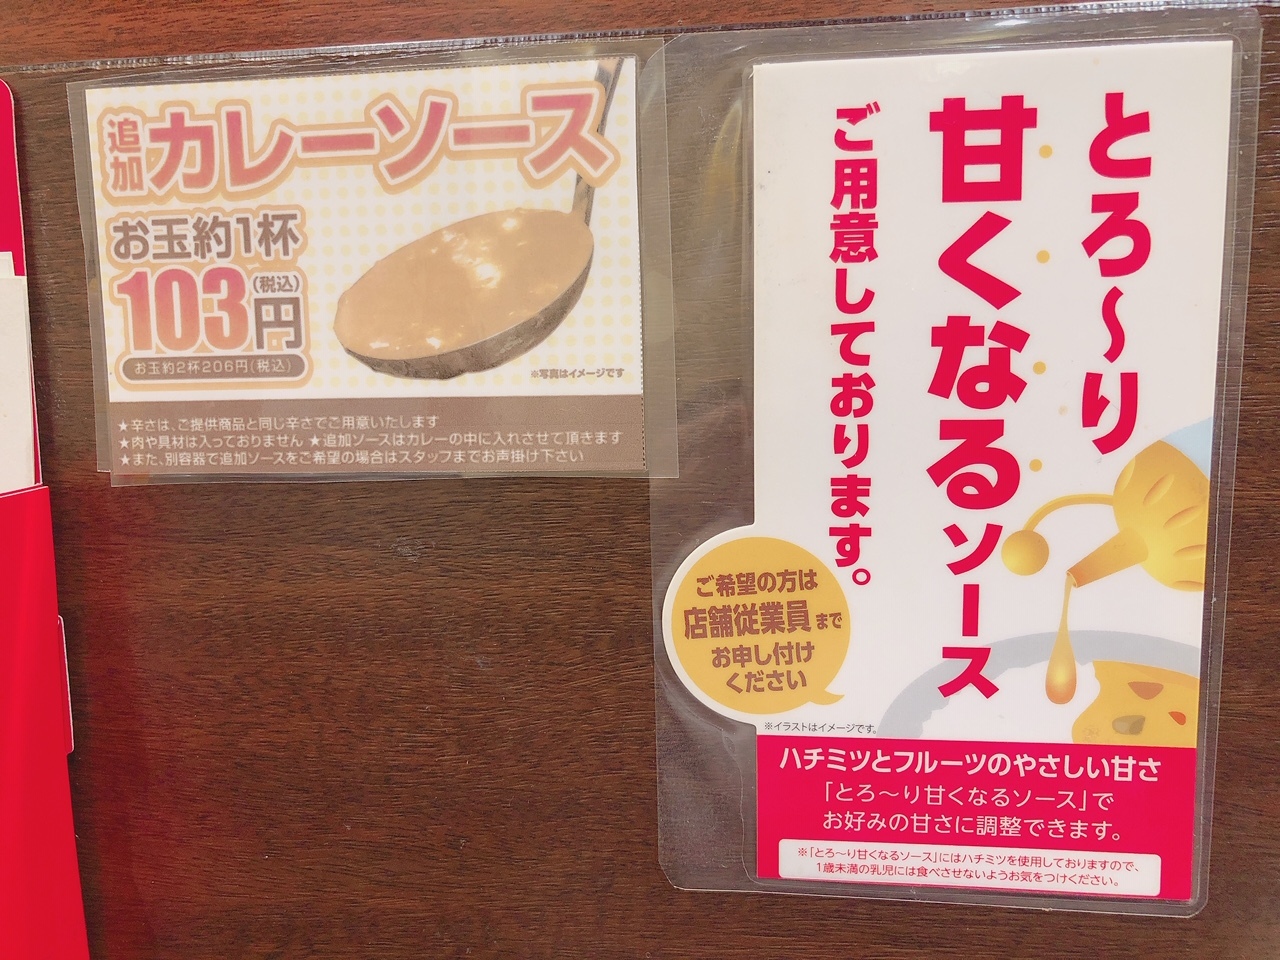 追加カレーソース
お玉約1杯
103円(税込)
お玉約2杯206円(税込)
※写真はイメージです
★辛さは、ご提供商品と同じ辛さでご用意いたします
★肉や具材は入っておりません ★追加ソースはカレーの中に入れさせて頂きます
★また、別容器で追加ソースをご希望の場合はスタッフまでお声掛け下さい
とろ〜り
甘くなるソース
ご用意しております。
ご希望の方は
店舗従業員まで
お申し付け
ください
※イラストはイメージです。
ハチミツとフルーツのやさしい甘さ
「とろ〜り甘くなるソース」で
お好みの甘さに調整できます。
※「とろ〜り甘くなるソース」にはハチミツを使用しておりますので、
1歳未満の乳児には食べさせないようお気をつけください。